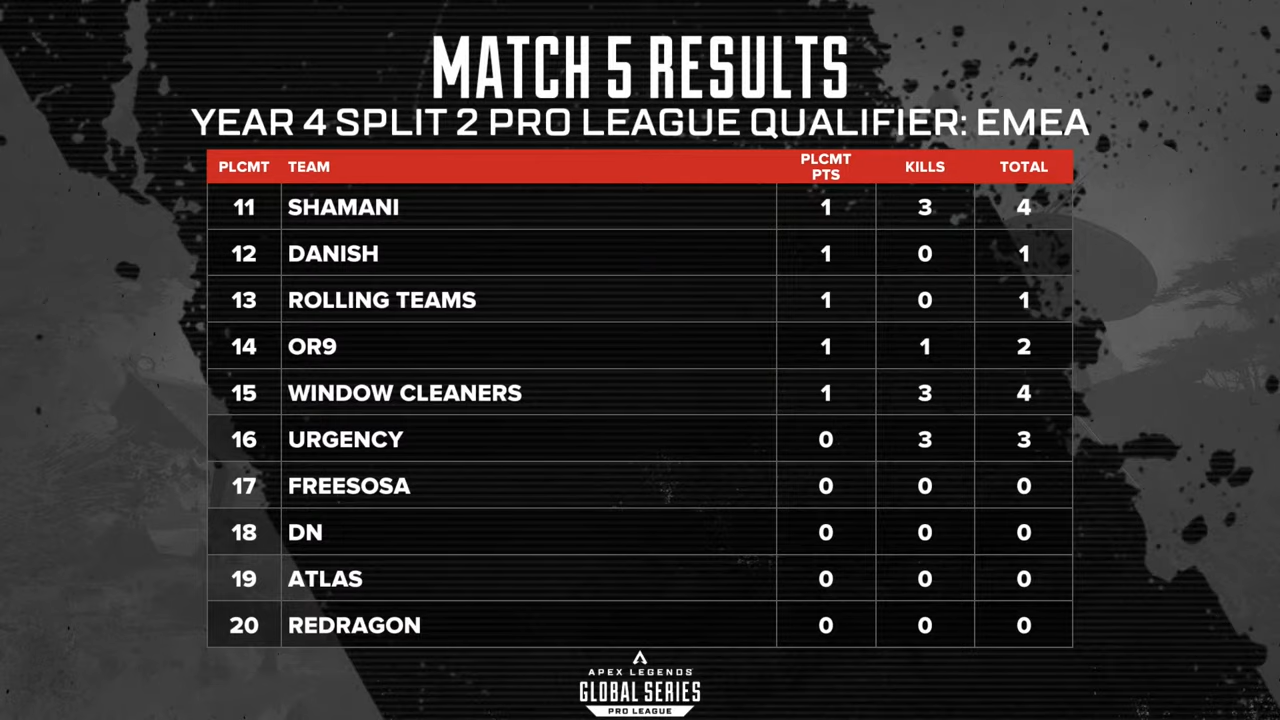 MATCH 5 RESULTS
YEAR 4 SPLIT 2 PRO LEAGUE QUALIFIER: EMEA
PLCMT TEAM PLCMT PTS KILLS TOTAL
11 SHAMANI 1 3 4
12 DANISH 1 0 1
13 ROLLING TEAMS 1 0 1
14 OR9 1 1 2
15 WINDOW CLEANERS 1 3 4
16 URGENCY 0 3 3
17 FREESOSA 0 0 0
18 DN 0 0 0
19 ATLAS 0 0 0
20 REDRAGON 0 0 0
APEX LEGENDS
GLOBAL SERIES
PRO LEAGUE